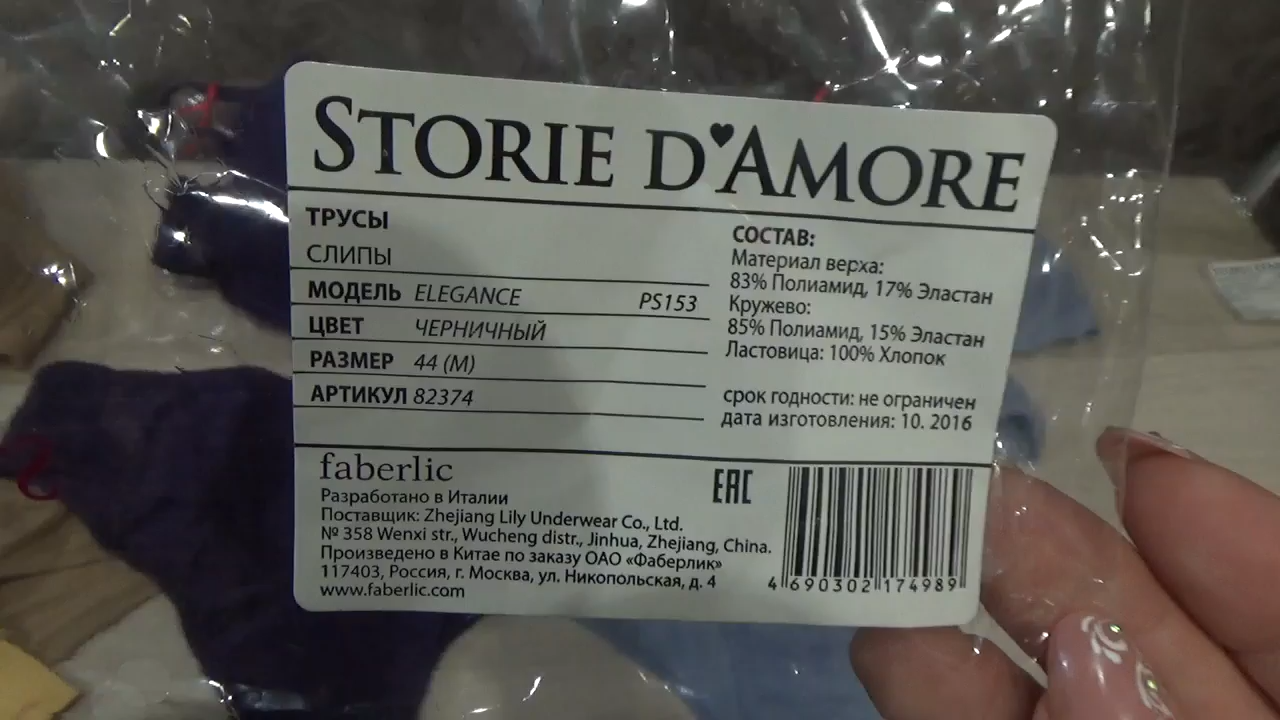 STORIE D'AMORE
ТРУСЫ
СЛИПЫ
МОДЕЛЬ ELEGANCE PS153
ЦВЕТ ЧЕРНИЧНЫЙ
РАЗМЕР 44 (M)
АРТИКУЛ 82374
СОСТАВ:
Материал верха:
83% Полиамид, 17% Эластан
Кружево:
85% Полиамид, 15% Эластан
Ластовица: 100% Хлопок
срок годности: не ограничен
дата изготовления: 10. 2016
faberlic
Разработано в Италии
Поставщик: Zhejiang Lily Underwear Co., Ltd.
№ 358 Wenxi str., Wucheng distr., Jinhua, Zhejiang, China.
Произведено в Китае по заказу ОАО «Фаберлик»
117403, Россия, г. Москва, ул. Никопольская, д. 4
www.faberlic.com
EAC
4 690302 174989